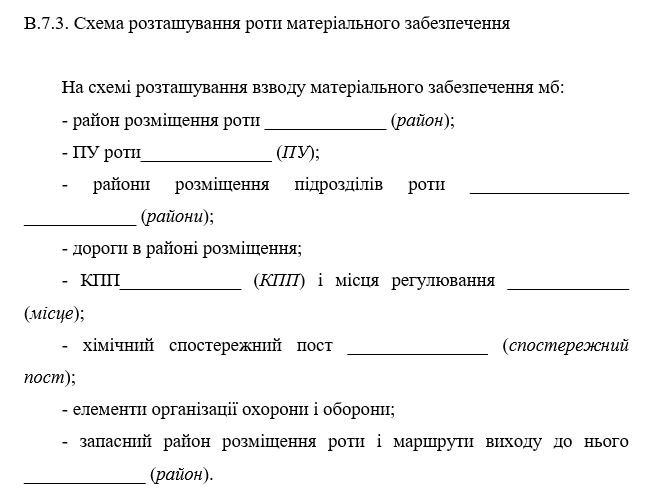 В.7.3. Схема розташування роти матеріального забезпечення
На схемі розташування взводу матеріального забезпечення мб:
- район розміщення роти _____________ (район);
- ПУ роти______________ (ПУ);
- райони розміщення підрозділів роти _________________
____________ (райони);
- дороги в районі розміщення;
- КПП_____________ (КПП) і місця регулювання _____________
(місце);
- хімічний спостережний пост _______________ (спостережний
пост);
- елементи організації охорони і оборони;
- запасний район розміщення роти і маршрути виходу до нього
_____________ (район).